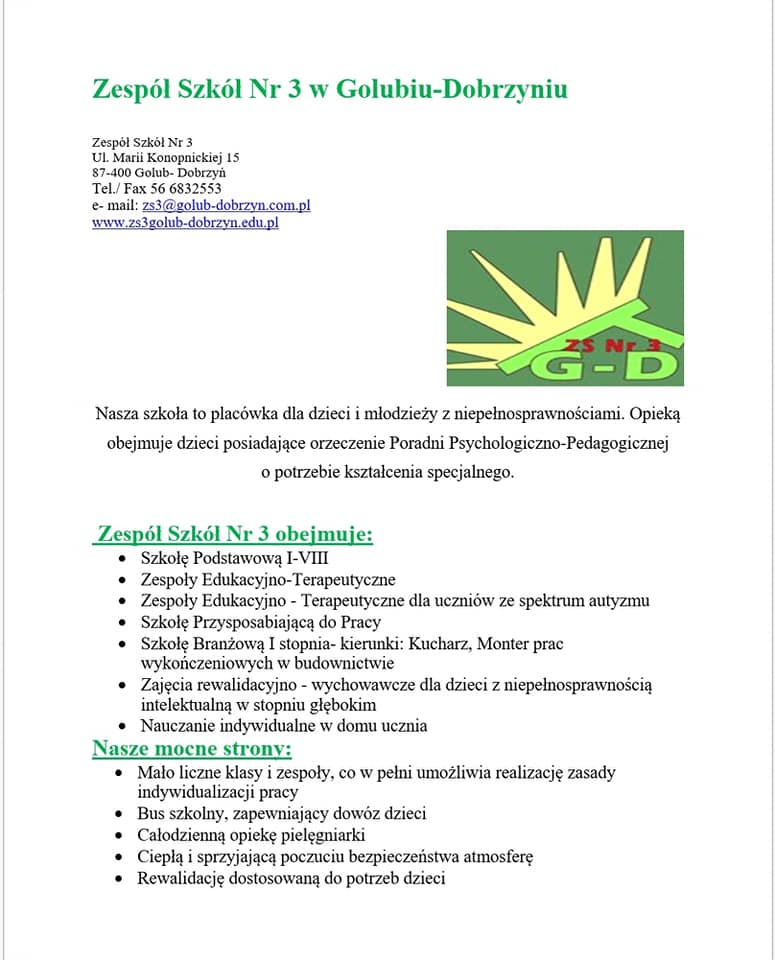 Zespół Szkół Nr 3 w Golubiu-Dobrzyniu
Zespół Szkół Nr 3
Ul. Marii Konopnickiej 15
87-400 Golub- Dobrzyń
Tel./ Fax 56 6832553
e- mail: zs3@golub-dobrzyn.com.pl
www.zs3golub-dobrzyn.edu.pl
ZS Nr 3
G-D
Nasza szkoła to placówka dla dzieci i młodzieży z niepełnosprawnościami. Opieką
obejmuje dzieci posiadające orzeczenie Poradni Psychologiczno-Pedagogicznej
o potrzebie kształcenia specjalnego.
Zespół Szkół Nr 3 obejmuje:
• Szkołę Podstawową I-VIII
• Zespoły Edukacyjno-Terapeutyczne
• Zespoły Edukacyjno - Terapeutyczne dla uczniów ze spektrum autyzmu
• Szkołę Przysposabiającą do Pracy
• Szkołę Branżową I stopnia- kierunki: Kucharz, Monter prac
wykończeniowych w budownictwie
• Zajęcia rewalidacyjno - wychowawcze dla dzieci z niepełnosprawnością
intelektualną w stopniu głębokim
• Nauczanie indywidualne w domu ucznia
Nasze mocne strony:
• Mało liczne klasy i zespoły, co w pełni umożliwia realizację zasady
indywidualizacji pracy
• Bus szkolny, zapewniający dowóz dzieci
• Całodzienną opiekę pielęgniarki
• Ciepłą i sprzyjającą poczuciu bezpieczeństwa atmosferę
• Rewalidację dostosowaną do potrzeb dzieci